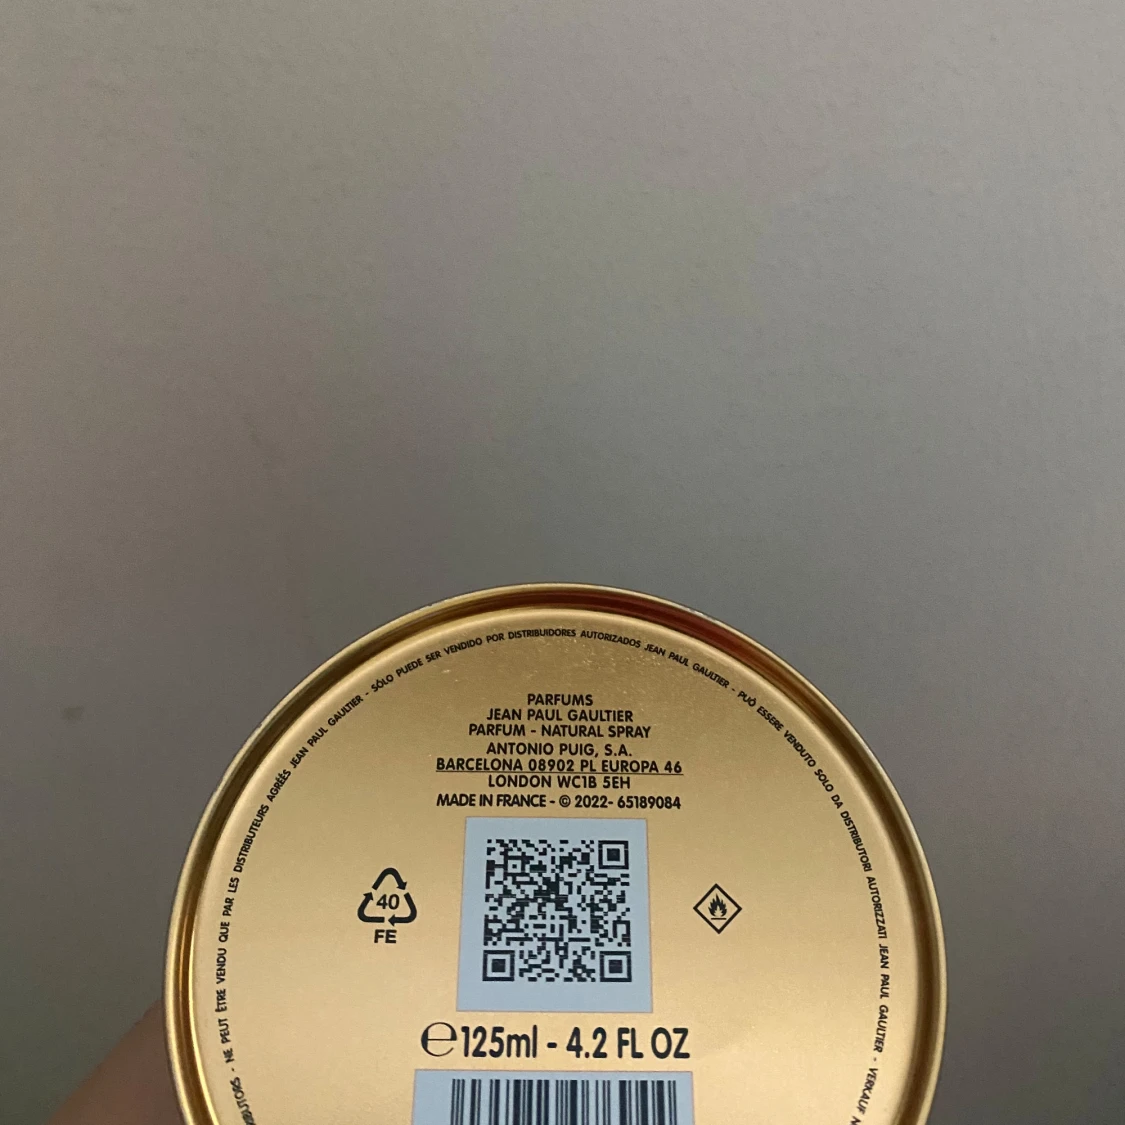 BUTORS - NE PEUT ÊTRE VENDU QUE PAR LES DISTRIBUTEURS AGRÉÉS JEAN PAUL GAULTIER - SÓLO PUEDE SER VENDIDO POR DISTRIBUIDORES AUTORIZADOS JEAN PAUL GAULTIER - PUÒ ESSERE VENDUTO SOLO DA DISTRIBUTORI AUTORIZZATI JEAN PAUL GAULTIER - VERKAUF N
PARFUMS
JEAN PAUL GAULTIER
PARFUM - NATURAL SPRAY
ANTONIO PUIG, S.A.
BARCELONA 08902 PL EUROPA 46
LONDON WC1B 5EH
MADE IN FRANCE - © 2022- 65189084
40
FE
℮125ml - 4.2 FL OZ